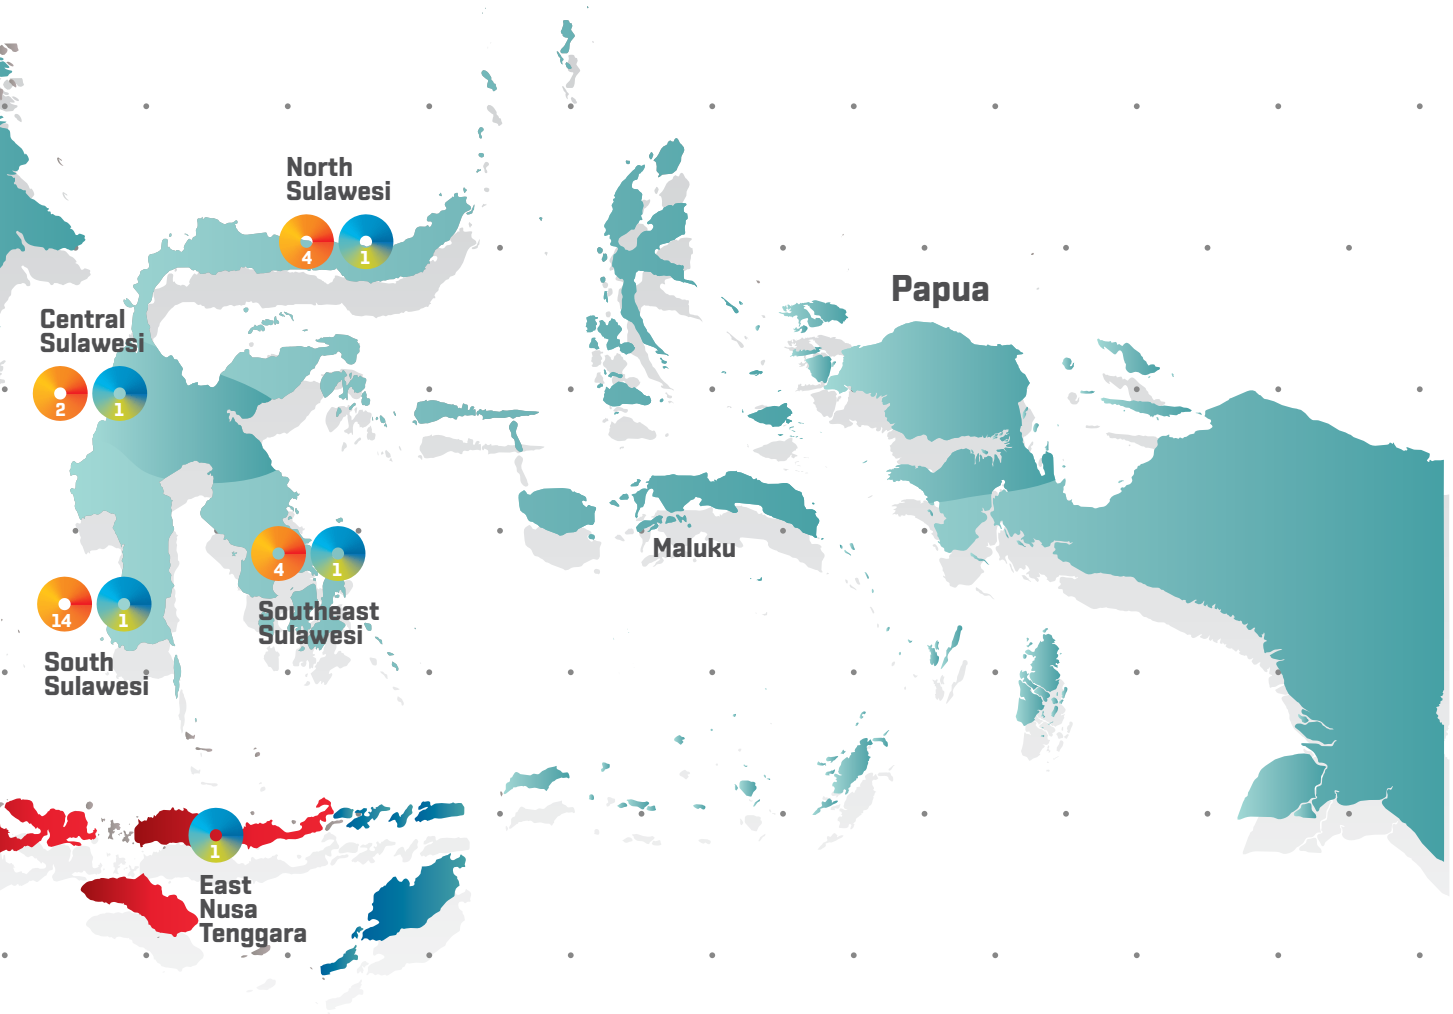 North
Sulawesi
4
1
Papua
Central
Sulawesi
2
1
Maluku
4
1
Southeast
Sulawesi
14
1
South
Sulawesi
1
East
Nusa
Tenggara